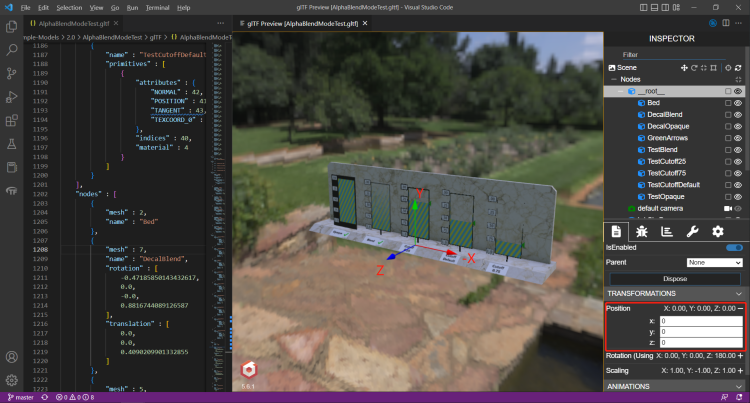 File Edit Selection View Go Run Terminal Help
glTF Preview [AlphaBlendModeTest.gltf] - Visual Studio Code
{} AlphaBlendModeTest.gltf
mple-Models > 2.0 > AlphaBlendModeTest > glTF > {} AlphaBlendModeTe
1186 {
1187 "name" : "TestCutoffDefaul
1188 "primitives" : [
1189 {
1190 "attributes" : {
1191 "NORMAL" : 42,
1192 "POSITION" : 41
1193 "TANGENT" : 43,
1194 "TEXCOORD_0" :
1195 },
1196 "indices" : 40,
1197 "material" : 4
1198 }
1199 ]
1200 }
1201 ],
1202 "nodes" : [
1203 {
1204 "mesh" : 2,
1205 "name" : "Bed"
1206 },
1207 {
1208 "mesh" : 7,
1209 "name" : "DecalBlend",
1210 "rotation" : [
1211 -0.47185850143432617,
1212 0.0,
1213 -0.0,
1214 0.8816744089126587
1215 ],
1216 "translation" : [
1217 0.0,
1218 0.0,
1219 0.4090209901332855
1220 ]
1221 },
1222 {
1223 "mesh" : 5,
glTF Preview [AlphaBlendModeTest.gltf]
Y
X
Z
5.6.1
INSPECTOR
Filter
Scene
Nodes
__root__
Bed
DecalBlend
DecalOpaque
GreenArrows
TestBlend
TestCutoff25
TestCutoff75
TestCutoffDefault
TestOpaque
default camera
IsEnabled
Parent None
Dispose
TRANSFORMATIONS
Position X: 0.00, Y: 0.00, Z: 0.00
x: 0
y: 0
z: 0
Rotation (Using X: 0.00, Y: 0.00, Z: 180.00
Scaling X: 1.00, Y: -1.00, Z: 1.00
ANIMATIONS
master 0 0 8